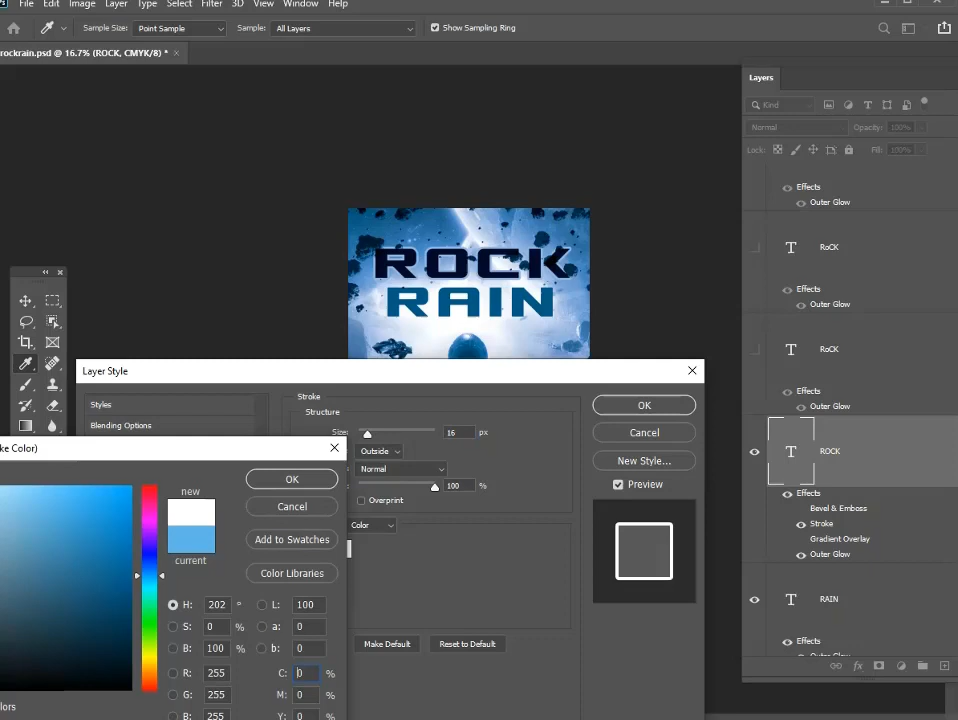 File Edit Image Layer Type Select Filter 3D View Window Help
Sample Size: Point Sample Sample: All Layers Show Sampling Ring
rockrain.psd @ 16.7% (ROCK, CMYK/8) * ×
Layers
Kind
Normal Opacity: 100%
Lock: Fill: 100%
Effects
Outer Glow
T RoCK
Effects
Outer Glow
T RoCK
Effects
Outer Glow
T ROCK
Effects
Bevel & Emboss
Stroke
Gradient Overlay
Outer Glow
T RAIN
Effects
Outer Glow
fx
ROCK
RAIN
Layer Style
Styles
Blending Options
Stroke
Structure
Size: 16 px
Outside
Normal
100 %
Overprint
Color
Make Default Reset to Default
OK
Cancel
New Style...
Preview
ke Color)
new
current
OK
Cancel
Add to Swatches
Color Libraries
H: 202 ° L: 100
S: 0 % a: 0
B: 100 % b: 0
R: 255 C: 0 %
G: 255 M: 0 %
B: 255 Y: 0 %
lors